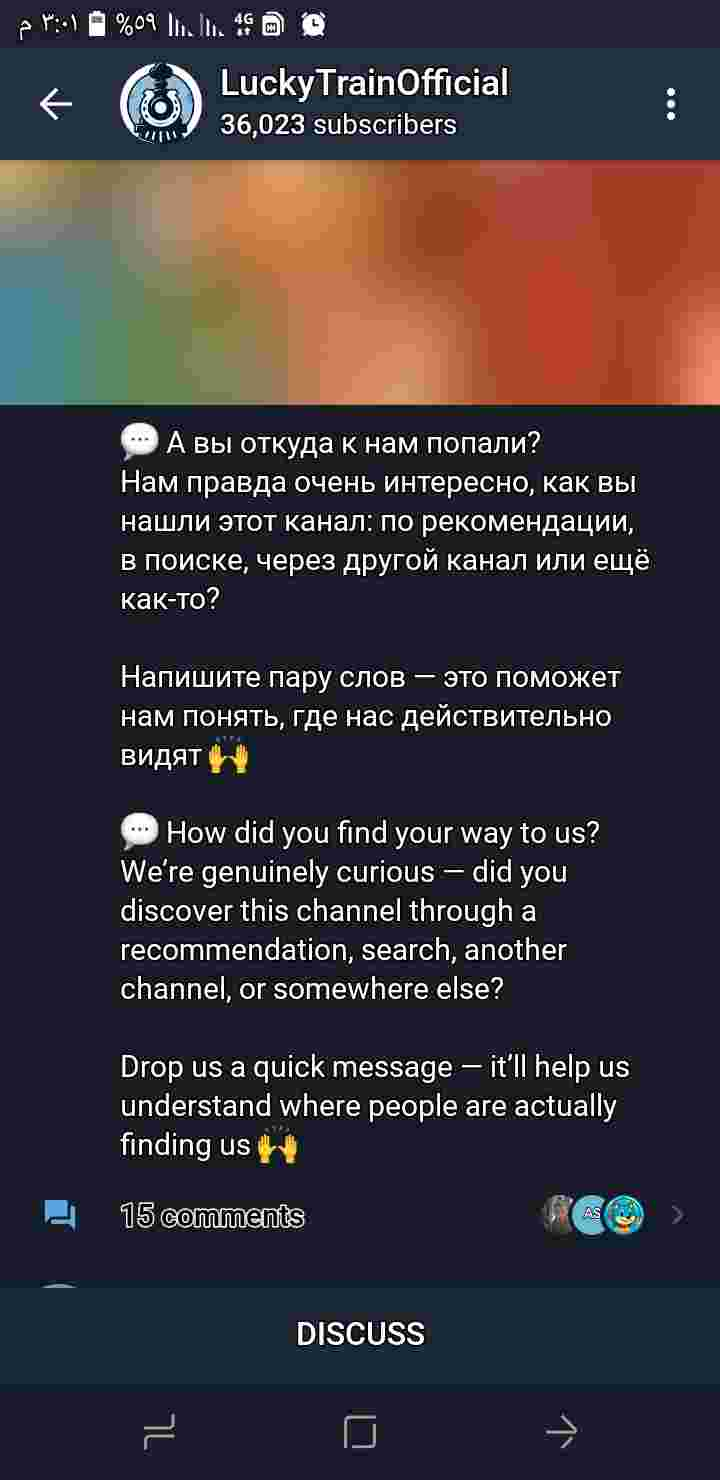 م ٣:٠١ %٥٩ 4G
LuckyTrainOfficial
36,023 subscribers
💬 А вы откуда к нам попали?
Нам правда очень интересно, как вы
нашли этот канал: по рекомендации,
в поиске, через другой канал или ещё
как-то?
Напишите пару слов — это поможет
нам понять, где нас действительно
видят 🙌
💬 How did you find your way to us?
We’re genuinely curious — did you
discover this channel through a
recommendation, search, another
channel, or somewhere else?
Drop us a quick message — it’ll help us
understand where people are actually
finding us 🙌
15 comments
AS
DISCUSS